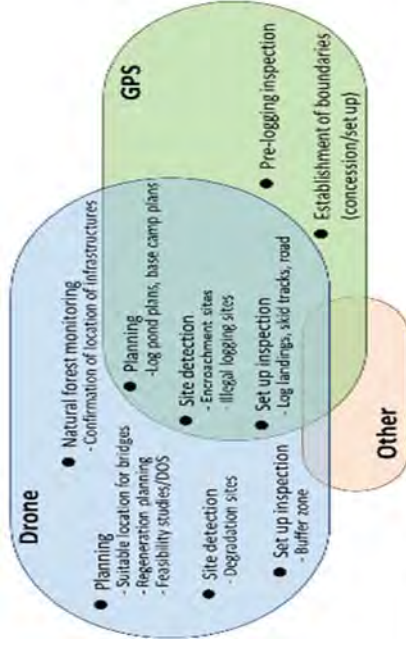 Drone
● Natural forest monitoring
- Confirmation of location of infrastructures
● Planning
- Suitable location for bridges
- Regeneration planning
- Feasibility studies/DOS
● Site detection
- Degradation sites
● Set up inspection
- Buffer zone
● Planning
-Log pond plans, base camp plans
● Site detection
- Encroachment sites
- Illegal logging sites
● Set up inspection
- Log landings, skid tracks, road
GPS
● Pre-logging inspection
● Establishment of boundaries
(concession/set up)
Other